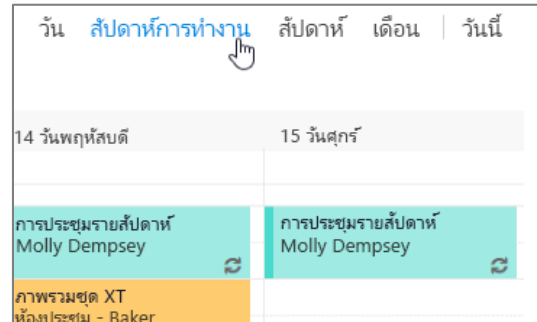 วัน สัปดาห์การทำงาน สัปดาห์ เดือน วันนี้
14 วันพฤหัสบดี 15 วันศุกร์
การประชุมรายสัปดาห์
Molly Dempsey
การประชุมรายสัปดาห์
Molly Dempsey
ภาพรวมชุด XT
ห้องประชุม - Baker